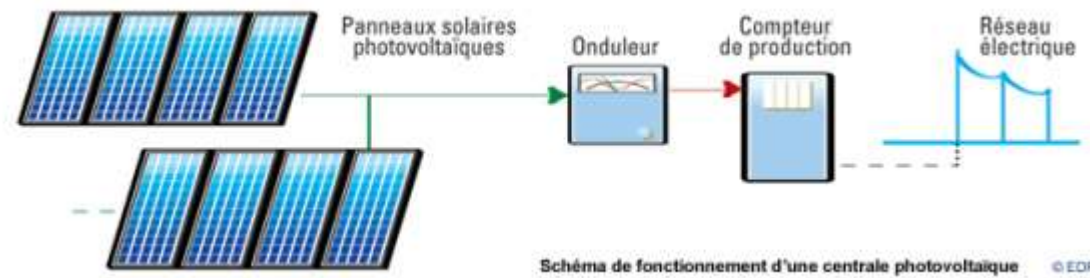 Panneaux solaires
photovoltaïques
Onduleur
Compteur
de production
Réseau
électrique
Schéma de fonctionnement d'une centrale photovoltaïque
© EDF